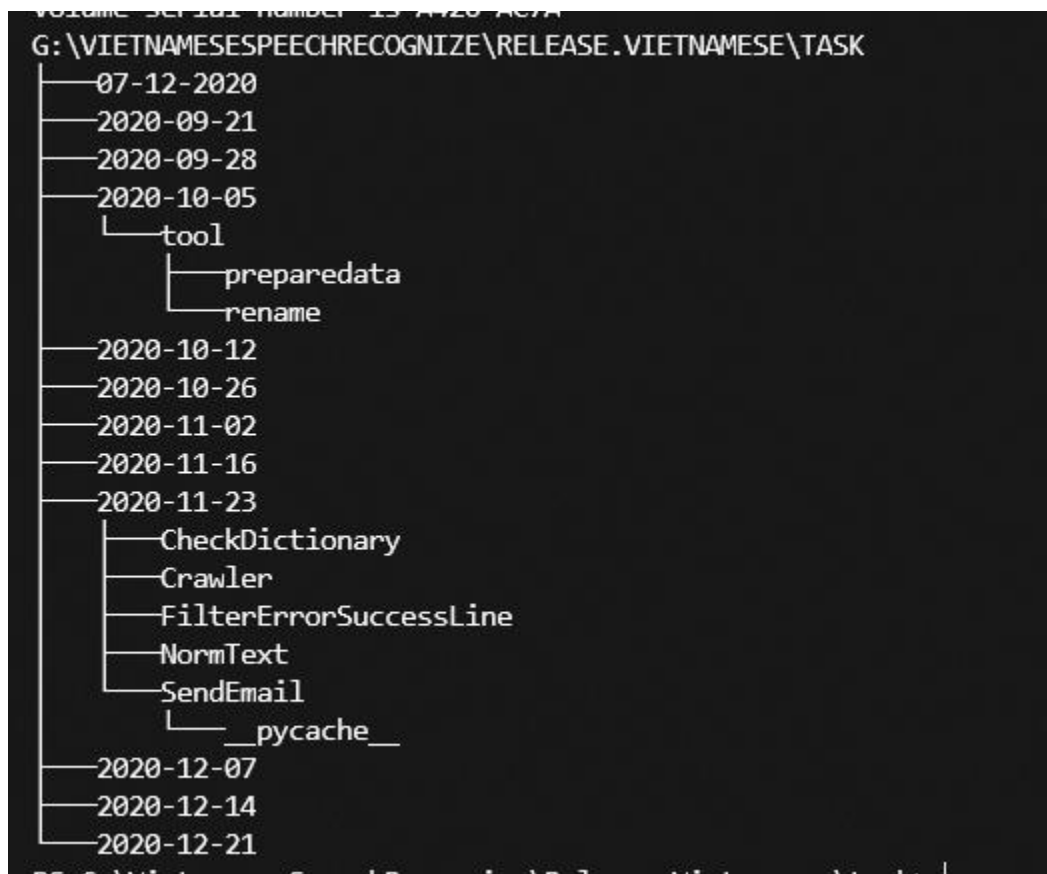 G:\VIETNAMESESPEECHRECOGNIZE\RELEASE.VIETNAMESE\TASK
├───07-12-2020
├───2020-09-21
├───2020-09-28
├───2020-10-05
│   └───tool
│       ├───preparedata
│       └───rename
├───2020-10-12
├───2020-10-26
├───2020-11-02
├───2020-11-16
├───2020-11-23
│   ├───CheckDictionary
│   ├───Crawler
│   ├───FilterErrorSuccessLine
│   ├───NormText
│   └───SendEmail
│       └───__pycache__
├───2020-12-07
├───2020-12-14
└───2020-12-21